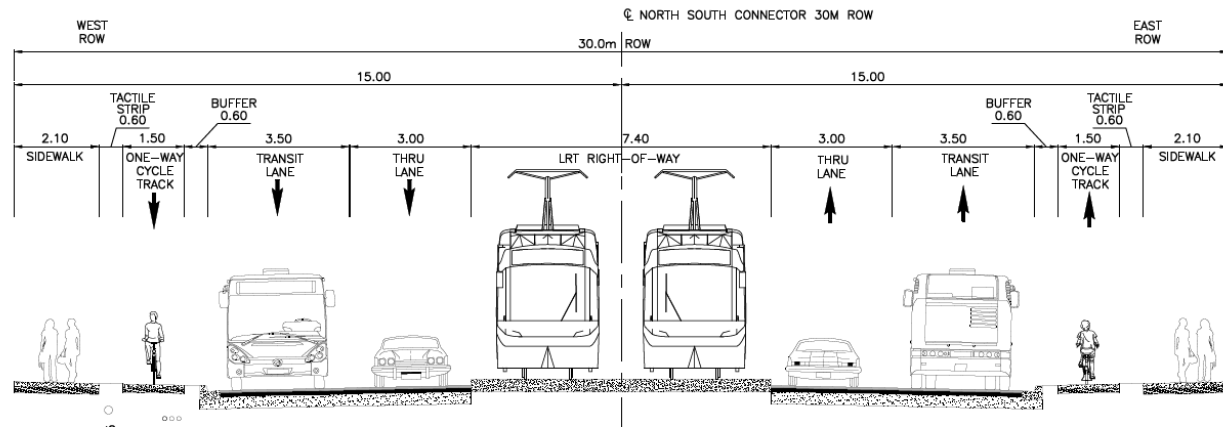 ℄ NORTH SOUTH CONNECTOR 30M ROW
WEST
ROW
EAST
ROW
30.0m ROW
15.00
15.00
TACTILE
STRIP
0.60
BUFFER
0.60
BUFFER
0.60
TACTILE
STRIP
0.60
2.10
1.50
3.50
3.00
7.40
3.00
3.50
1.50
2.10
SIDEWALK
ONE-WAY
CYCLE
TRACK
TRANSIT
LANE
THRU
LANE
LRT RIGHT-OF-WAY
THRU
LANE
TRANSIT
LANE
ONE-WAY
CYCLE
TRACK
SIDEWALK